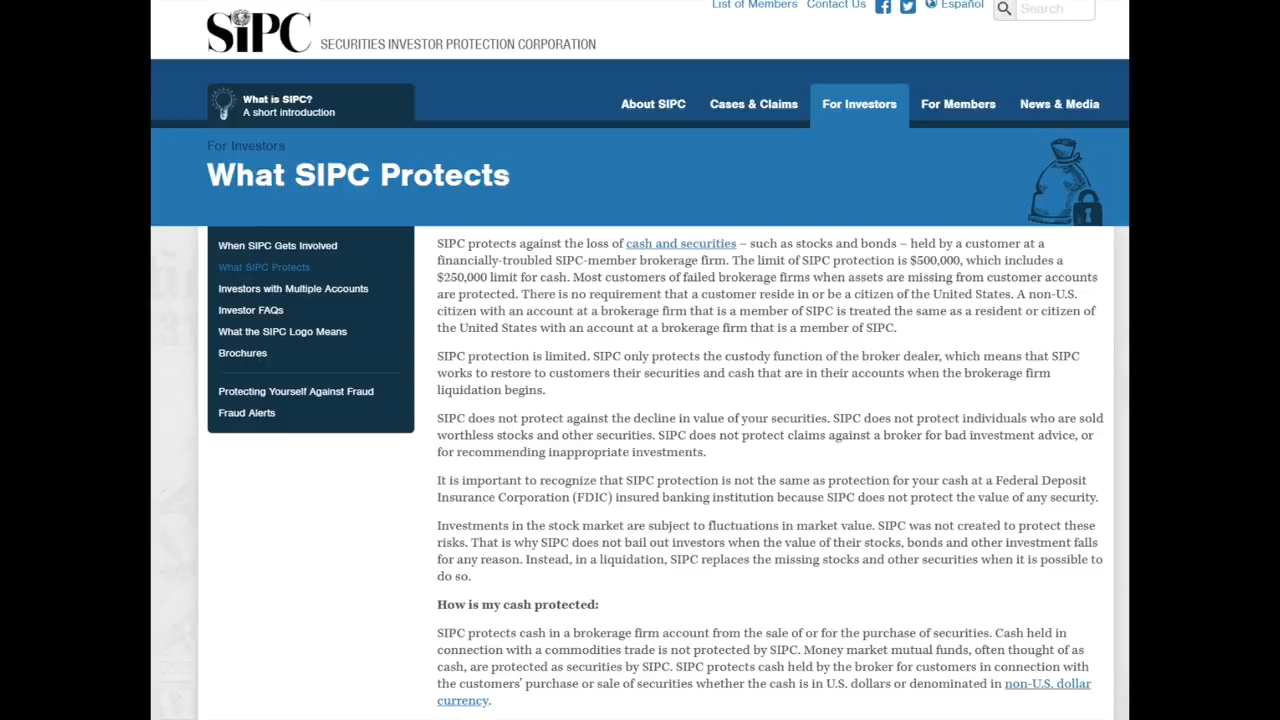 List of Members Contact Us Español Search
SiPC SECURITIES INVESTOR PROTECTION CORPORATION
What is SIPC?
A short introduction
About SIPC Cases & Claims For Investors For Members News & Media
For Investors
What SIPC Protects
When SIPC Gets Involved
What SIPC Protects
Investors with Multiple Accounts
Investor FAQs
What the SIPC Logo Means
Brochures
Protecting Yourself Against Fraud
Fraud Alerts
SIPC protects against the loss of cash and securities – such as stocks and bonds – held by a customer at a
financially-troubled SIPC-member brokerage firm. The limit of SIPC protection is $500,000, which includes a
$250,000 limit for cash. Most customers of failed brokerage firms when assets are missing from customer accounts
are protected. There is no requirement that a customer reside in or be a citizen of the United States. A non-U.S.
citizen with an account at a brokerage firm that is a member of SIPC is treated the same as a resident or citizen of
the United States with an account at a brokerage firm that is a member of SIPC.
SIPC protection is limited. SIPC only protects the custody function of the broker dealer, which means that SIPC
works to restore to customers their securities and cash that are in their accounts when the brokerage firm
liquidation begins.
SIPC does not protect against the decline in value of your securities. SIPC does not protect individuals who are sold
worthless stocks and other securities. SIPC does not protect claims against a broker for bad investment advice, or
for recommending inappropriate investments.
It is important to recognize that SIPC protection is not the same as protection for your cash at a Federal Deposit
Insurance Corporation (FDIC) insured banking institution because SIPC does not protect the value of any security.
Investments in the stock market are subject to fluctuations in market value. SIPC was not created to protect these
risks. That is why SIPC does not bail out investors when the value of their stocks, bonds and other investment falls
for any reason. Instead, in a liquidation, SIPC replaces the missing stocks and other securities when it is possible to
do so.
How is my cash protected:
SIPC protects cash in a brokerage firm account from the sale of or for the purchase of securities. Cash held in
connection with a commodities trade is not protected by SIPC. Money market mutual funds, often thought of as
cash, are protected as securities by SIPC. SIPC protects cash held by the broker for customers in connection with
the customers' purchase or sale of securities whether the cash is in U.S. dollars or denominated in non-U.S. dollar
currency.